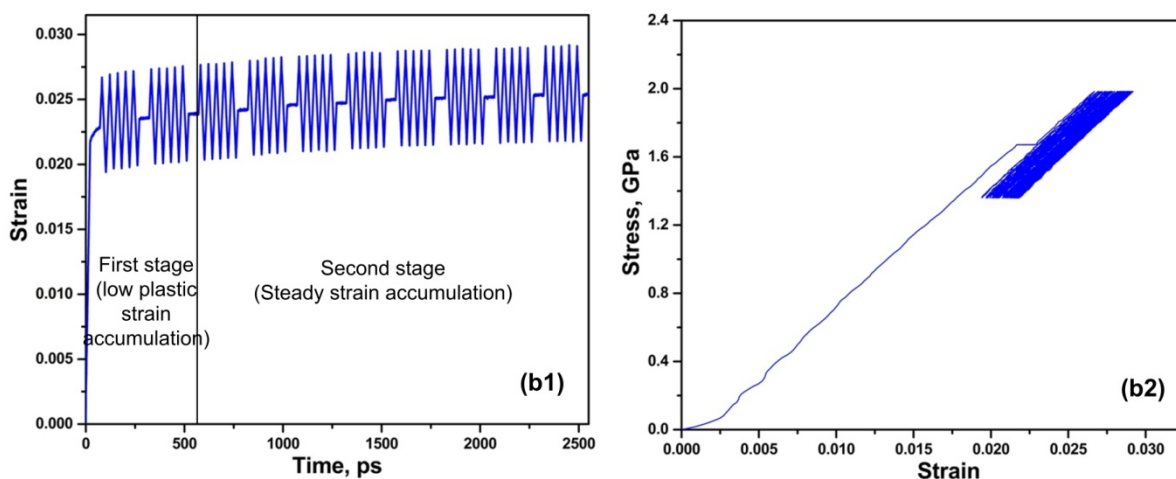 0.030
0.025
0.020
0.015
0.010
0.005
0.000
Strain
First stage
(low plastic
strain
accumulation)
Second stage
(Steady strain accumulation)
(b1)
0 500 1000 1500 2000 2500
Time, ps
2.4
2.0
1.6
1.2
0.8
0.4
0.0
Stress, GPa
(b2)
0.000 0.005 0.010 0.015 0.020 0.025 0.030
Strain